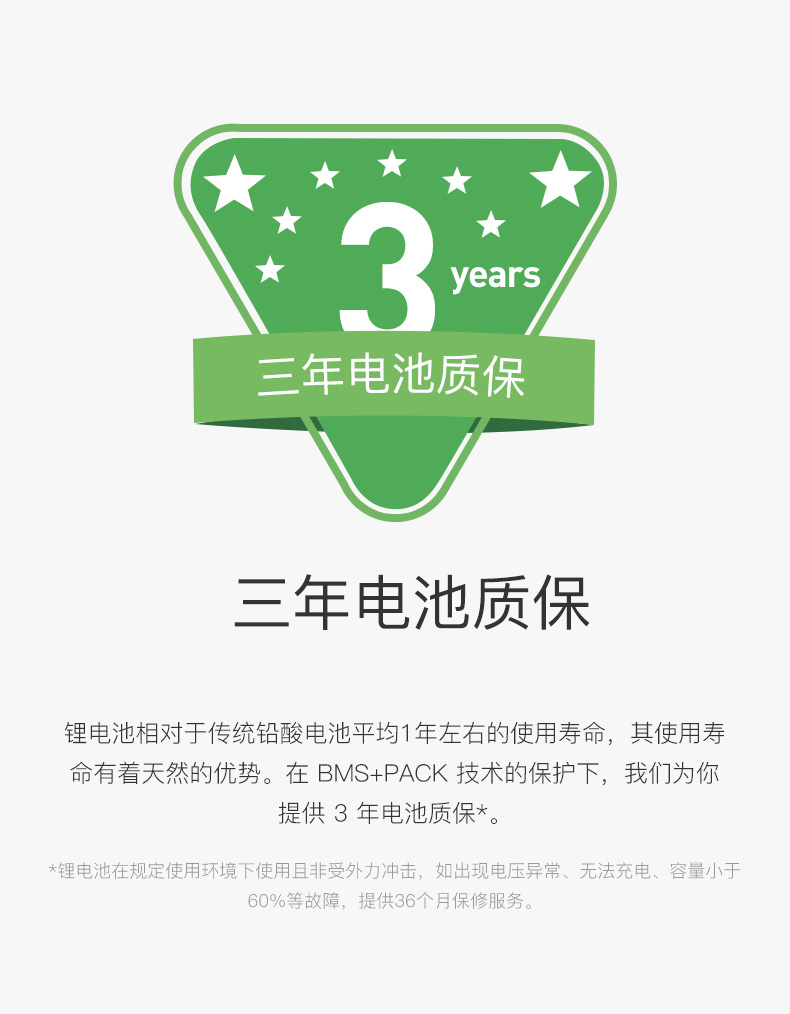 3
years
三年电池质保
三年电池质保
锂电池相对于传统铅酸电池平均1年左右的使用寿命，其使用寿
命有着天然的优势。在 BMS+PACK 技术的保护下，我们为你
提供 3 年电池质保*。
*锂电池在规定使用环境下使用且非受外力冲击，如出现电压异常、无法充电、容量小于
60%等故障，提供36个月保修服务。